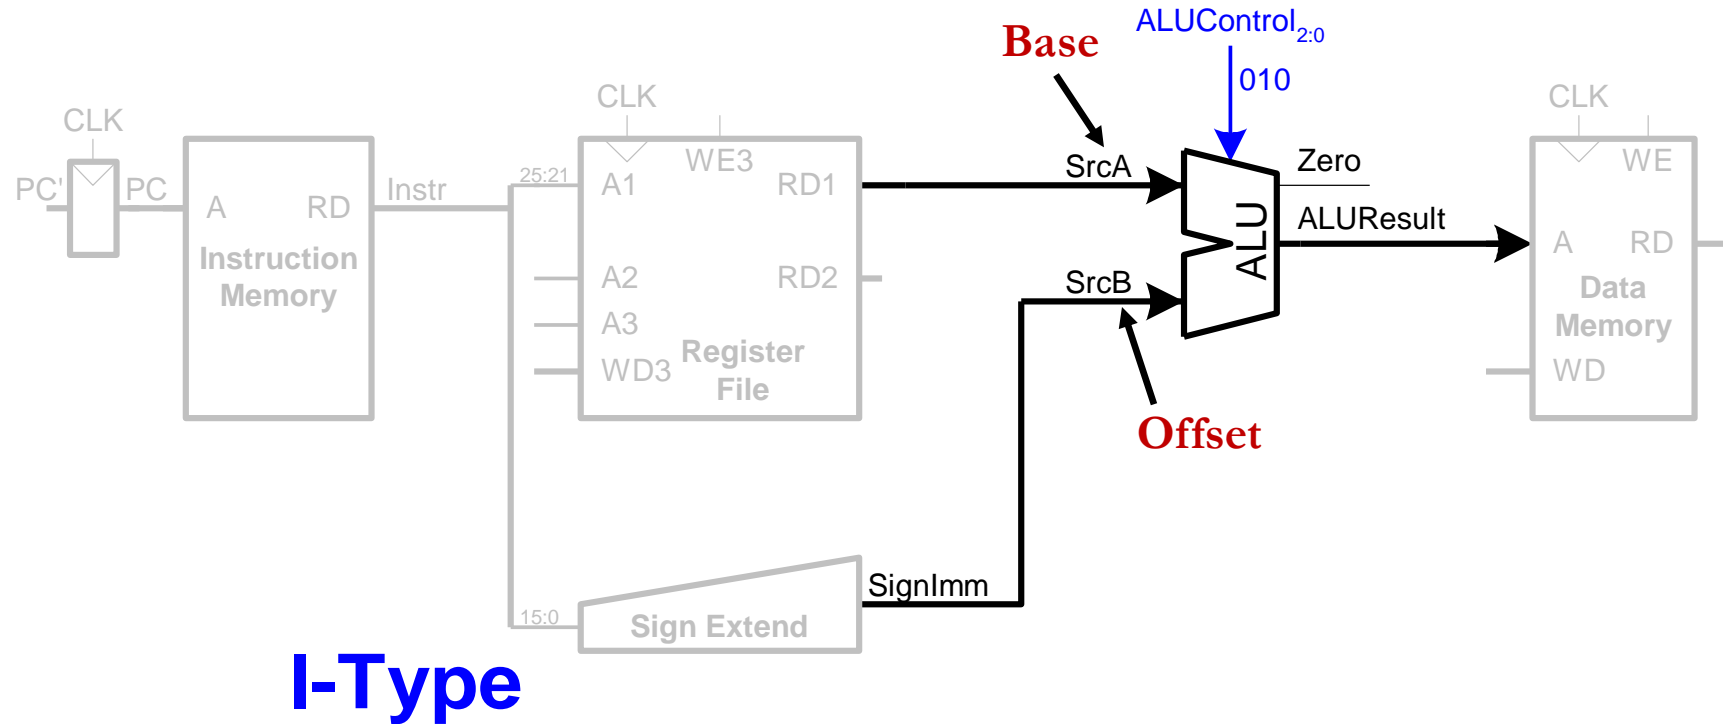 ALUControl2:0
Base
010
CLK
CLK
CLK
WE3
Zero
WE
SrcA
25:21
PC'
PC
Instr
A1
RD1
A
RD
ALUResult
ALU
A
RD
Instruction
Memory
A2
RD2
SrcB
Data
Memory
A3
Register
File
WD3
WD
Offset
SignImm
15:0
Sign Extend
I-Type